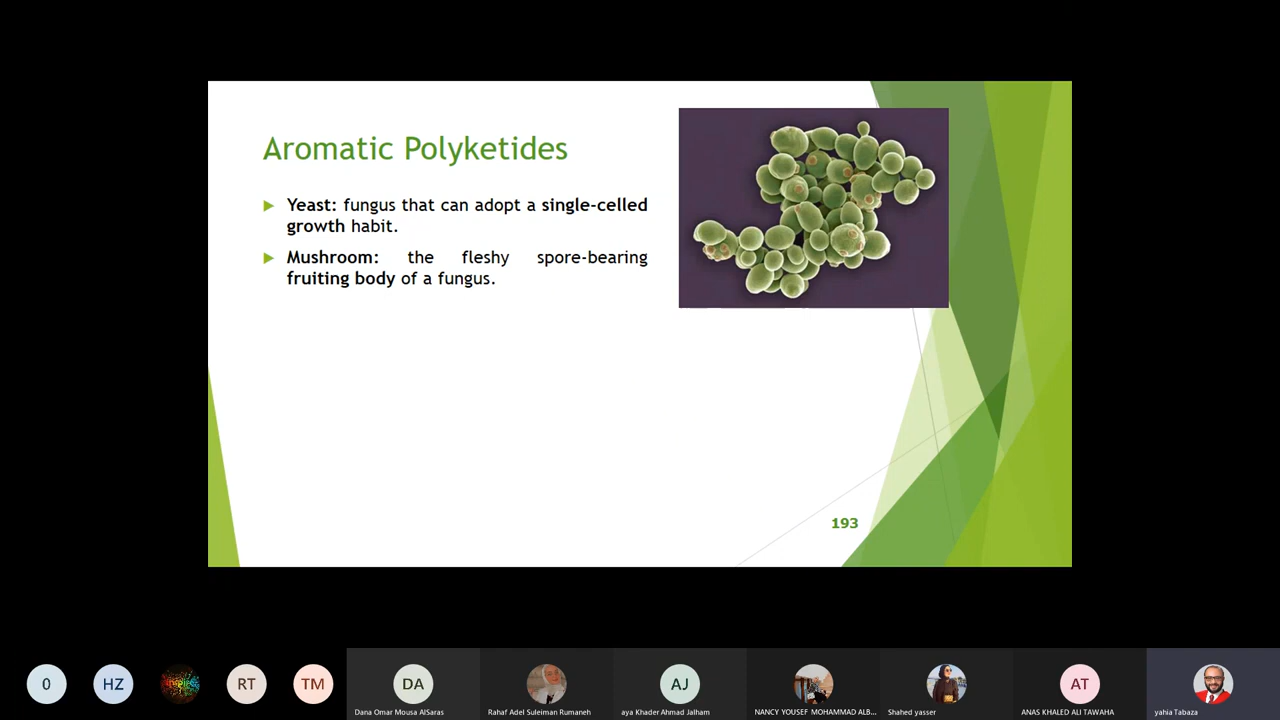 Aromatic Polyketides
Yeast: fungus that can adopt a single-celled
growth habit.
Mushroom: the fleshy spore-bearing
fruiting body of a fungus.
193
0
HZ
RT
TM
DA
AJ
AT
Dana Omar Mousa AlSaras
Rahaf Adel Suleiman Rumaneh
aya Khader Ahmad Jalham
NANCY YOUSEF MOHAMMAD ALB...
Shahed yasser
ANAS KHALED ALI TAWAHA
yahia Tabaza